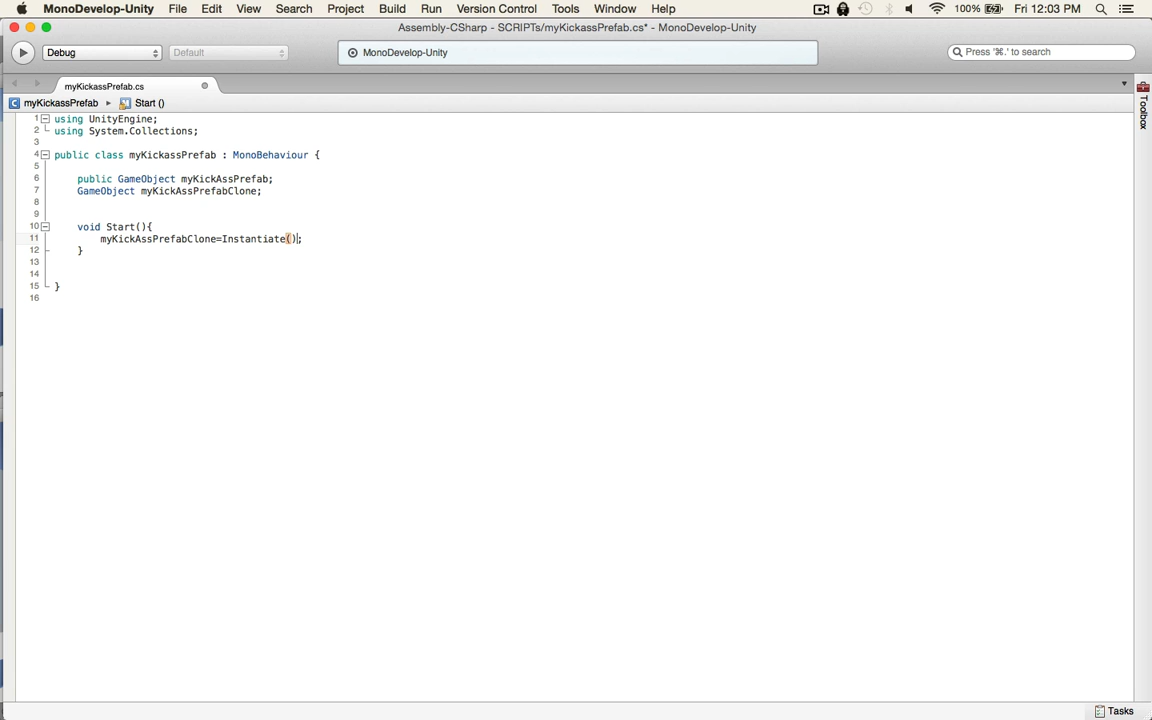 MonoDevelop-Unity File Edit View Search Project Build Run Version Control Tools Window Help 100% Fri 12:03 PM
Assembly-CSharp - SCRIPTs/myKickassPrefab.cs* - MonoDevelop-Unity
Debug Default MonoDevelop-Unity Press '⌘.' to search
myKickassPrefab.cs
C myKickassPrefab ▸ Start ()
Toolbox
1 using UnityEngine;
2 using System.Collections;
3
4 public class myKickassPrefab : MonoBehaviour {
5
6 public GameObject myKickAssPrefab;
7 GameObject myKickAssPrefabClone;
8
9
10 void Start(){
11 myKickAssPrefabClone=Instantiate();
12 }
13
14
15 }
16
Tasks